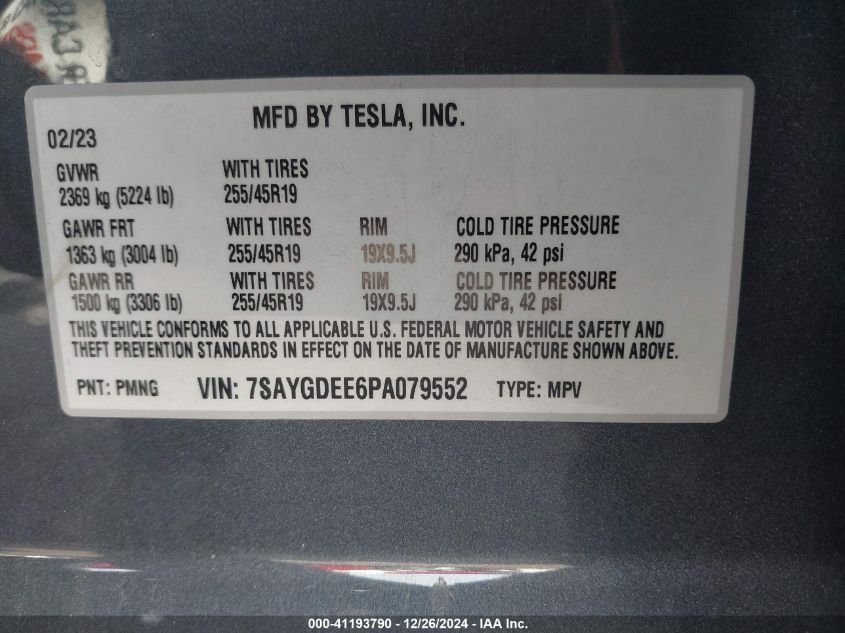 MFD BY TESLA, INC.
02/23
GVWR WITH TIRES
2369 kg (5224 lb) 255/45R19
GAWR FRT WITH TIRES RIM COLD TIRE PRESSURE
1363 kg (3004 lb) 255/45R19 19X9.5J 290 kPa, 42 psi
GAWR RR WITH TIRES RIM COLD TIRE PRESSURE
1500 kg (3306 lb) 255/45R19 19X9.5J 290 kPa, 42 psi
THIS VEHICLE CONFORMS TO ALL APPLICABLE U.S. FEDERAL MOTOR VEHICLE SAFETY AND
THEFT PREVENTION STANDARDS IN EFFECT ON THE DATE OF MANUFACTURE SHOWN ABOVE.
PNT: PMNG VIN: 7SAYGDEE6PA079552 TYPE: MPV
000-41193790 - 12/26/2024 - IAA Inc.